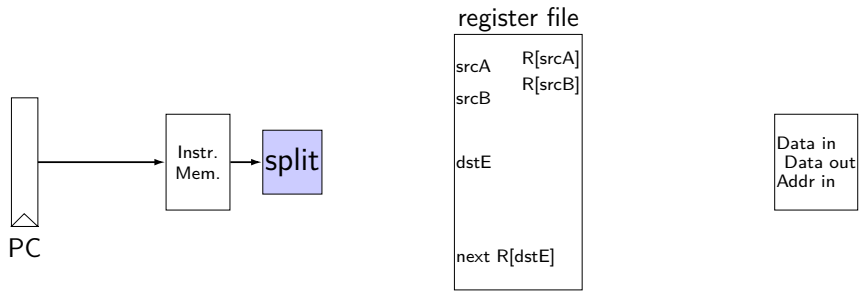 register file
srcA
R[srcA]
srcB
R[srcB]
Instr.
Mem.
split
dstE
Data in
Data out
Addr in
PC
next R[dstE]